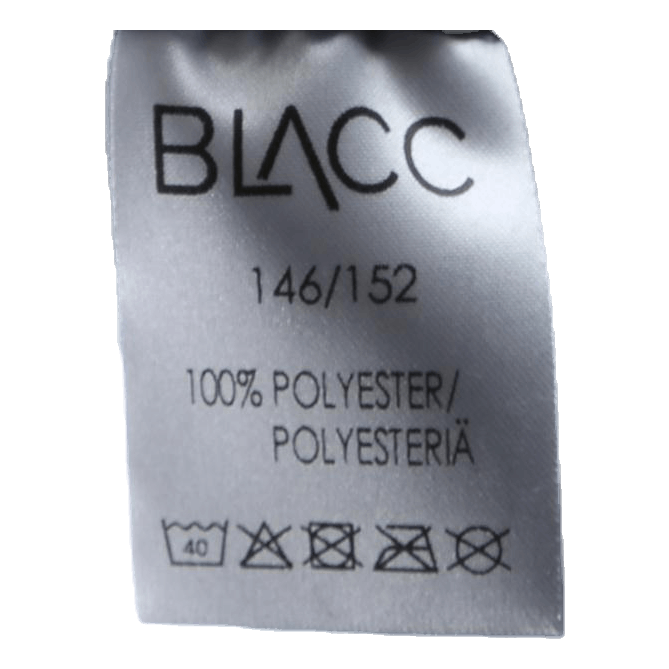 BLACC
146/152
100% POLYESTER/
POLYESTERIÄ
40